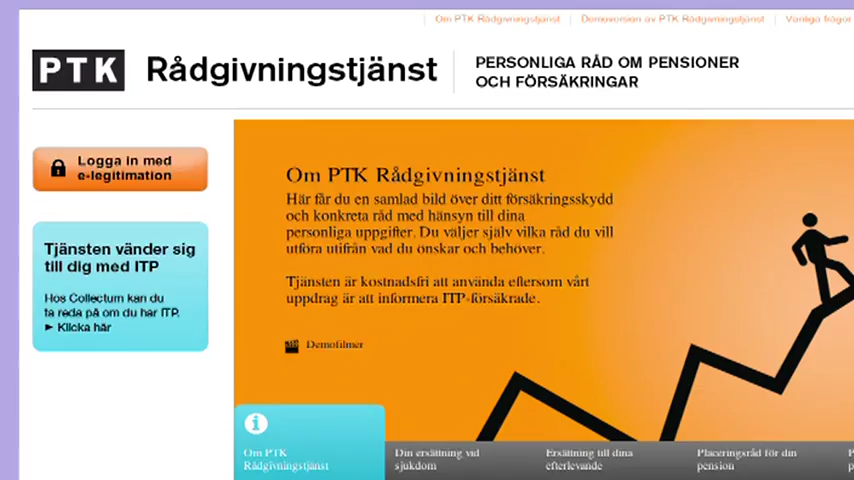 Om PTK Rådgivningstjänst
Demoversion av PTK Rådgivningstjänst
Vanliga frågor
PTK Rådgivningstjänst
PERSONLIGA RÅD OM PENSIONER
OCH FÖRSÄKRINGAR
Logga in med
e-legitimation
Tjänsten vänder sig
till dig med ITP
Hos Collectum kan du
ta reda på om du har ITP.
Klicka här
Om PTK Rådgivningstjänst
Här får du en samlad bild över ditt försäkringsskydd
och konkreta råd med hänsyn till dina
personliga uppgifter. Du väljer själv vilka råd du vill
utföra utifrån vad du önskar och behöver.
Tjänsten är kostnadsfri att använda eftersom vårt
uppdrag är att informera ITP-försäkrade.
Demofilmer
Om PTK
Rådgivningstjänst
Din ersättning vid
sjukdom
Ersättning till dina
efterlevande
Placeringsråd för din
pension